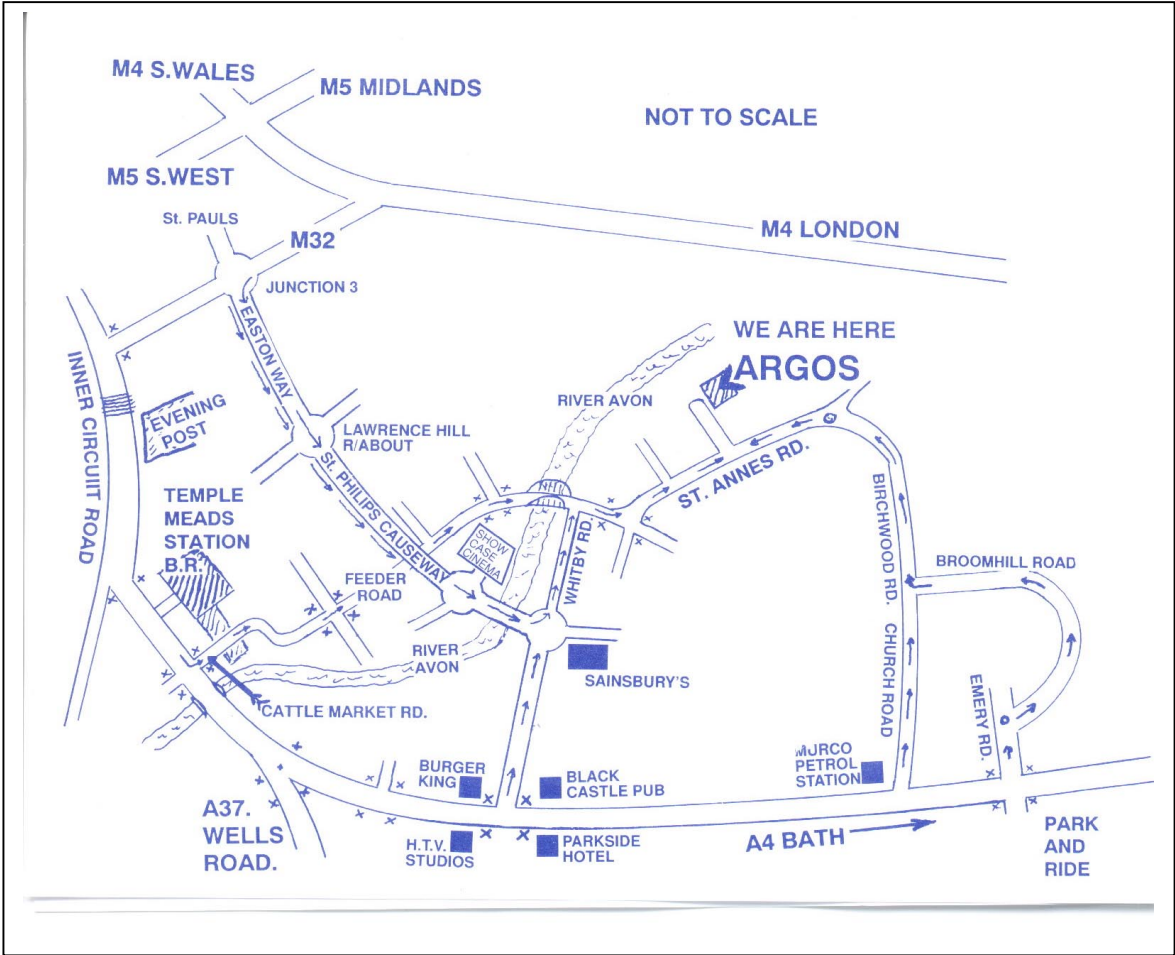 M4 S.WALES
M5 MIDLANDS
NOT TO SCALE
M5 S.WEST
St. PAULS
M32
M4 LONDON
JUNCTION 3
EASTON WAY
WE ARE HERE
ARGOS
INNER CIRCUIT ROAD
EVENING
POST
RIVER AVON
LAWRENCE HILL
R/ABOUT
St. PHILIPS CAUSEWAY
ST. ANNES RD.
TEMPLE
MEADS
STATION
B.R.
SHOW
CASE
CINEMA
WHITBY RD.
BIRCHWOOD RD.
BROOMHILL ROAD
FEEDER
ROAD
RIVER
AVON
SAINSBURY'S
CHURCH ROAD
EMERY RD.
CATTLE MARKET RD.
BURGER
KING
BLACK
CASTLE PUB
MURCO
PETROL
STATION
A37.
WELLS
ROAD.
H.T.V.
STUDIOS
PARKSIDE
HOTEL
A4 BATH
PARK
AND
RIDE